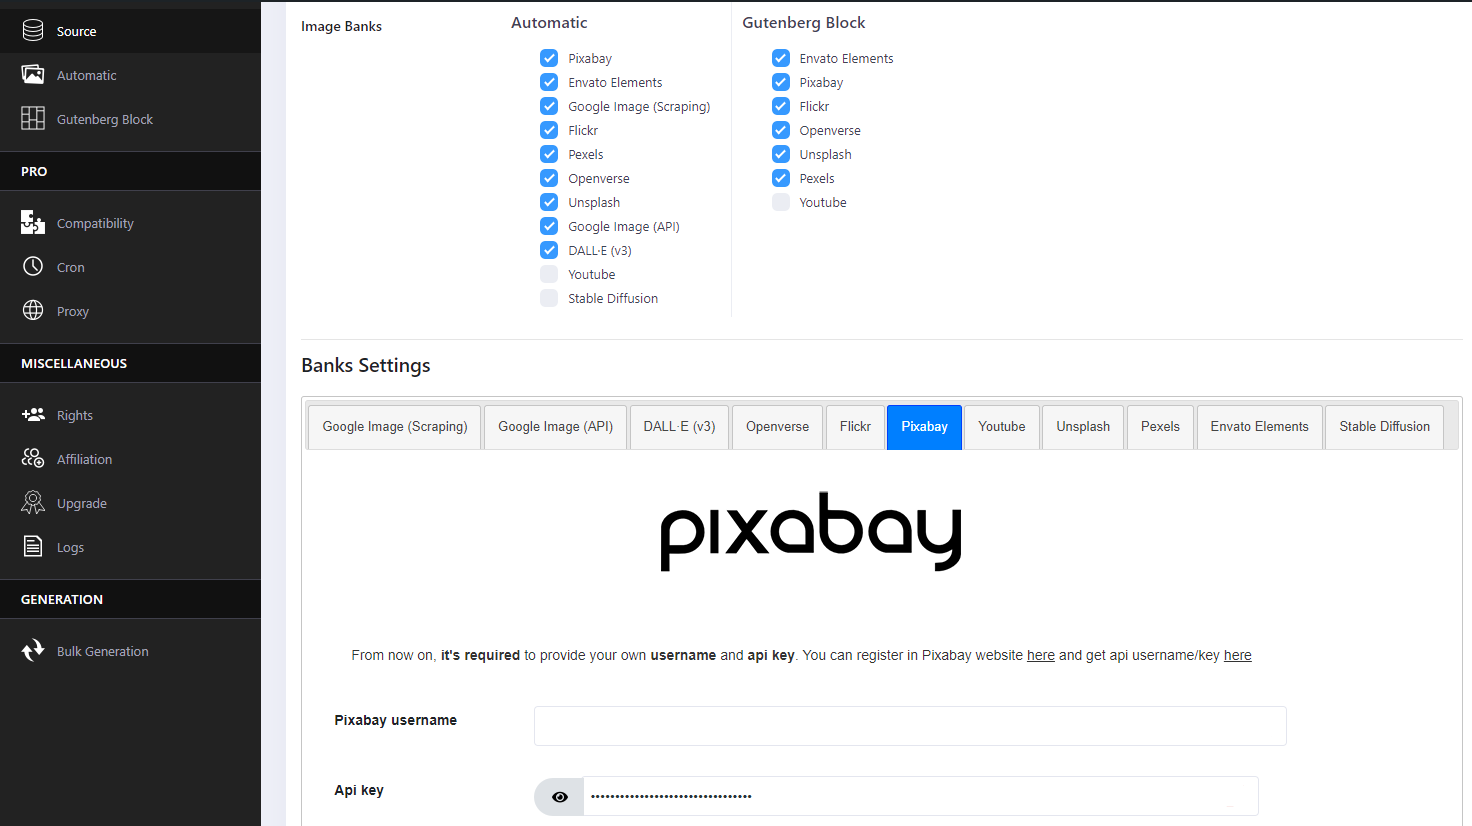 Source
Automatic
Gutenberg Block
PRO
Compatibility
Cron
Proxy
MISCELLANEOUS
Rights
Affiliation
Upgrade
Logs
GENERATION
Bulk Generation
Image Banks
Automatic
Pixabay
Envato Elements
Google Image (Scraping)
Flickr
Pexels
Openverse
Unsplash
Google Image (API)
DALL·E (v3)
Youtube
Stable Diffusion
Gutenberg Block
Envato Elements
Pixabay
Flickr
Openverse
Unsplash
Pexels
Youtube
Banks Settings
Google Image (Scraping) Google Image (API) DALL·E (v3) Openverse Flickr Pixabay Youtube Unsplash Pexels Envato Elements Stable Diffusion
pixabay
From now on, it's required to provide your own username and api key. You can register in Pixabay website here and get api username/key here
Pixabay username
Api key